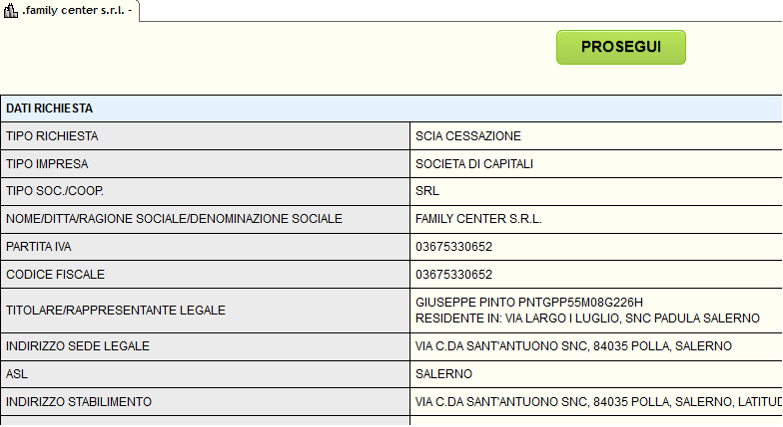 .family center s.r.l. -
PROSEGUI
DATI RICHIESTA
TIPO RICHIESTA SCIA CESSAZIONE
TIPO IMPRESA SOCIETA DI CAPITALI
TIPO SOC./COOP. SRL
NOME/DITTA/RAGIONE SOCIALE/DENOMINAZIONE SOCIALE FAMILY CENTER S.R.L.
PARTITA IVA 03675330652
CODICE FISCALE 03675330652
TITOLARE/RAPPRESENTANTE LEGALE GIUSEPPE PINTO PNTGPP55M08G226H
RESIDENTE IN: VIA LARGO I LUGLIO, SNC PADULA SALERNO
INDIRIZZO SEDE LEGALE VIA C.DA SANT'ANTUONO SNC, 84035 POLLA, SALERNO
ASL SALERNO
INDIRIZZO STABILIMENTO VIA C.DA SANT'ANTUONO SNC, 84035 POLLA, SALERNO, LATITUD